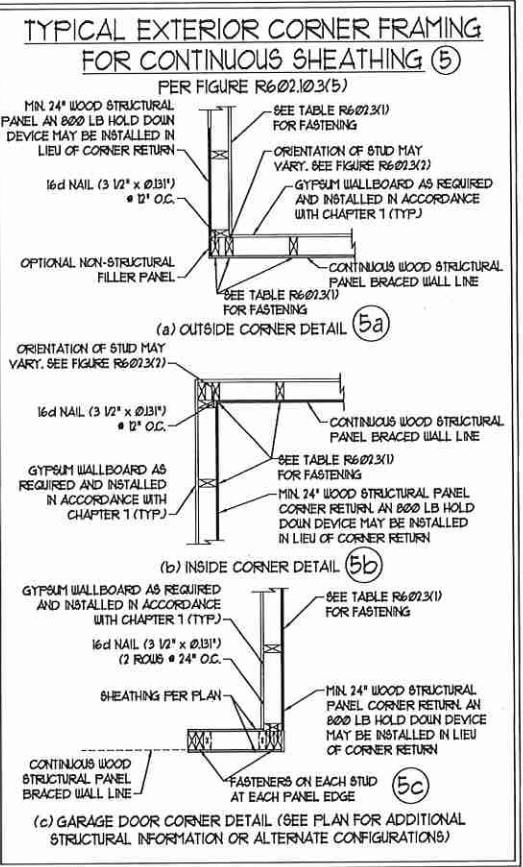 TYPICAL EXTERIOR CORNER FRAMING
FOR CONTINUOUS SHEATHING 5
PER FIGURE R602.10.3(5)
MIN. 24" WOOD STRUCTURAL
PANEL AN 800 LB HOLD DOWN
DEVICE MAY BE INSTALLED IN
LIEU OF CORNER RETURN
16d NAIL (3 1/2" x Ø.131")
@ 12" O.C.
OPTIONAL NON-STRUCTURAL
FILLER PANEL
SEE TABLE R602.3(1)
FOR FASTENING
ORIENTATION OF STUD MAY
VARY. SEE FIGURE R602.3(2)
GYPSUM WALLBOARD AS REQUIRED
AND INSTALLED IN ACCORDANCE
WITH CHAPTER 7 (TYP.)
CONTINUOUS WOOD STRUCTURAL
PANEL BRACED WALL LINE
SEE TABLE R602.3(1)
FOR FASTENING
(a) OUTSIDE CORNER DETAIL 5a
ORIENTATION OF STUD MAY
VARY. SEE FIGURE R602.3(2)
16d NAIL (3 1/2" x Ø.131")
@ 12" O.C.
GYPSUM WALLBOARD AS
REQUIRED AND INSTALLED
IN ACCORDANCE WITH
CHAPTER 7 (TYP.)
CONTINUOUS WOOD STRUCTURAL
PANEL BRACED WALL LINE
SEE TABLE R602.3(1)
FOR FASTENING
MIN. 24" WOOD STRUCTURAL PANEL
CORNER RETURN. AN 800 LB HOLD
DOWN DEVICE MAY BE INSTALLED
IN LIEU OF CORNER RETURN
(b) INSIDE CORNER DETAIL 5b
GYPSUM WALLBOARD AS REQUIRED
AND INSTALLED IN ACCORDANCE
WITH CHAPTER 7 (TYP.)
16d NAIL (3 1/2" x Ø.131")
(2 ROWS @ 24" O.C.
SHEATHING PER PLAN
CONTINUOUS WOOD
STRUCTURAL PANEL
BRACED WALL LINE
SEE TABLE R602.3(1)
FOR FASTENING
MIN. 24" WOOD STRUCTURAL
PANEL CORNER RETURN. AN
800 LB HOLD DOWN DEVICE
MAY BE INSTALLED IN LIEU
OF CORNER RETURN
FASTENERS ON EACH STUD
AT EACH PANEL EDGE
5c
(c) GARAGE DOOR CORNER DETAIL (SEE PLAN FOR ADDITIONAL
STRUCTURAL INFORMATION OR ALTERNATE CONFIGURATIONS)